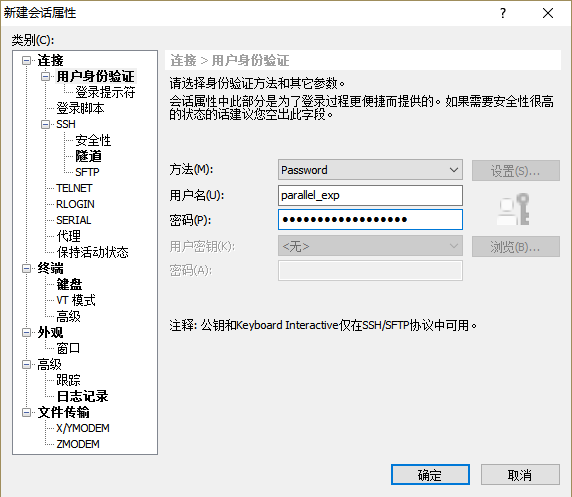 新建会话属性
类别(C):
连接
用户身份验证
登录提示符
登录脚本
SSH
安全性
隧道
SFTP
TELNET
RLOGIN
SERIAL
代理
保持活动状态
终端
键盘
VT 模式
高级
外观
窗口
高级
跟踪
日志记录
文件传输
X/YMODEM
ZMODEM
连接 > 用户身份验证
请选择身份验证方法和其它参数。
会话属性中此部分是为了登录过程更便捷而提供的。如果需要安全性很高
的状态的话建议您空出此字段。
方法(M): Password 设置(S)...
用户名(U): parallel_exp
密码(P): ●●●●●●●●●●●●●●●●●●
用户密钥(K): <无> 浏览(B)...
密码(A):
注释: 公钥和Keyboard Interactive仅在SSH/SFTP协议中可用。
确定 取消